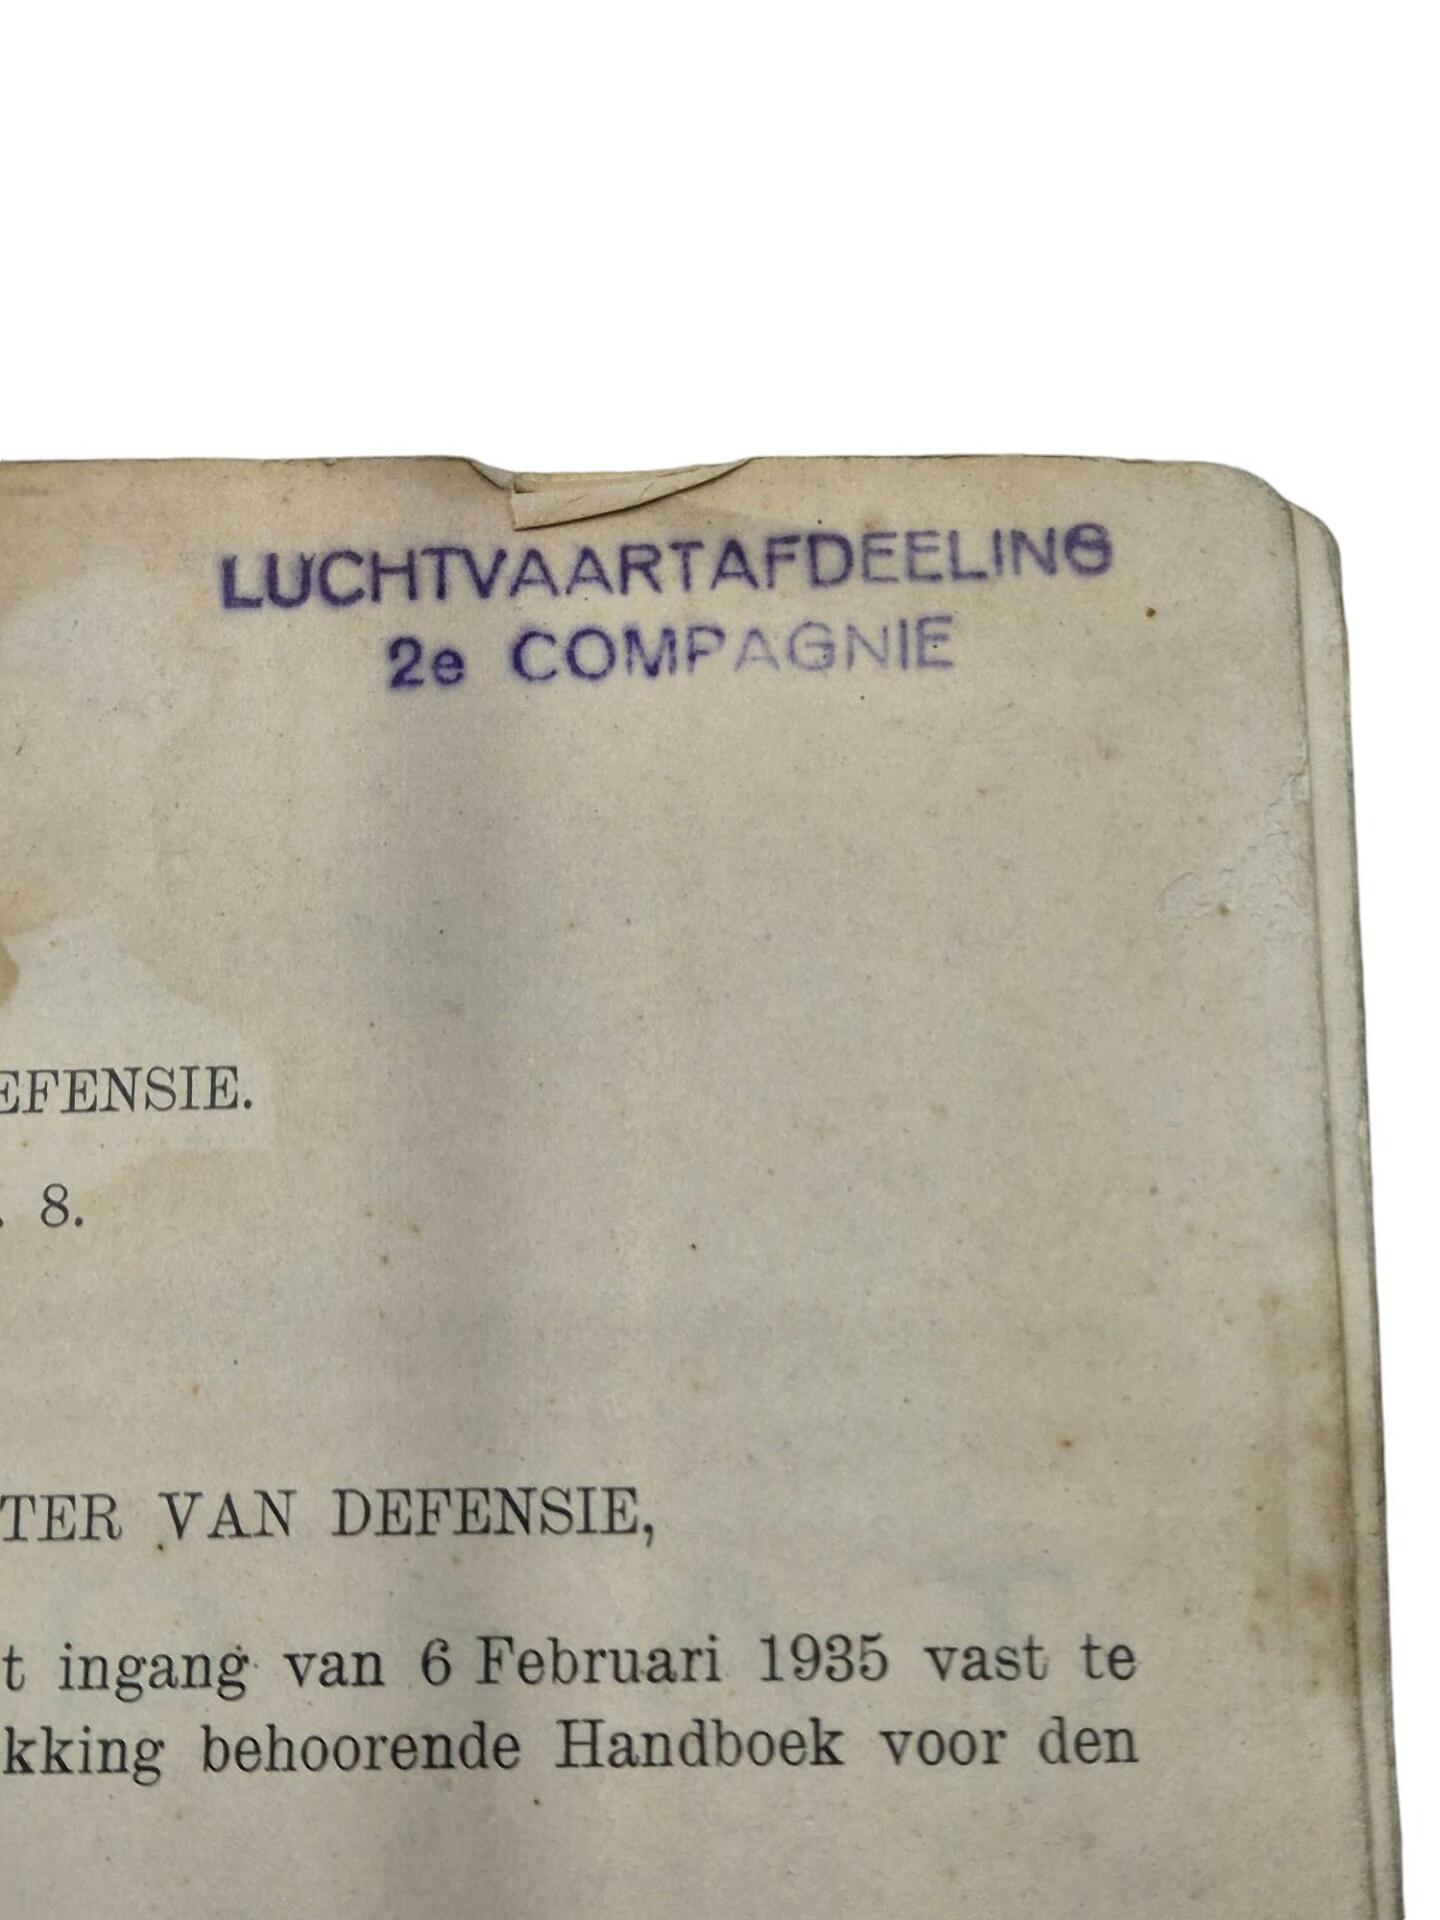 LUCHTVAARTAFDEELING
2e COMPAGNIE
EFENSIE.
. 8.
TER VAN DEFENSIE,
t ingang van 6 Februari 1935 vast te
kking behoorende Handboek voor den